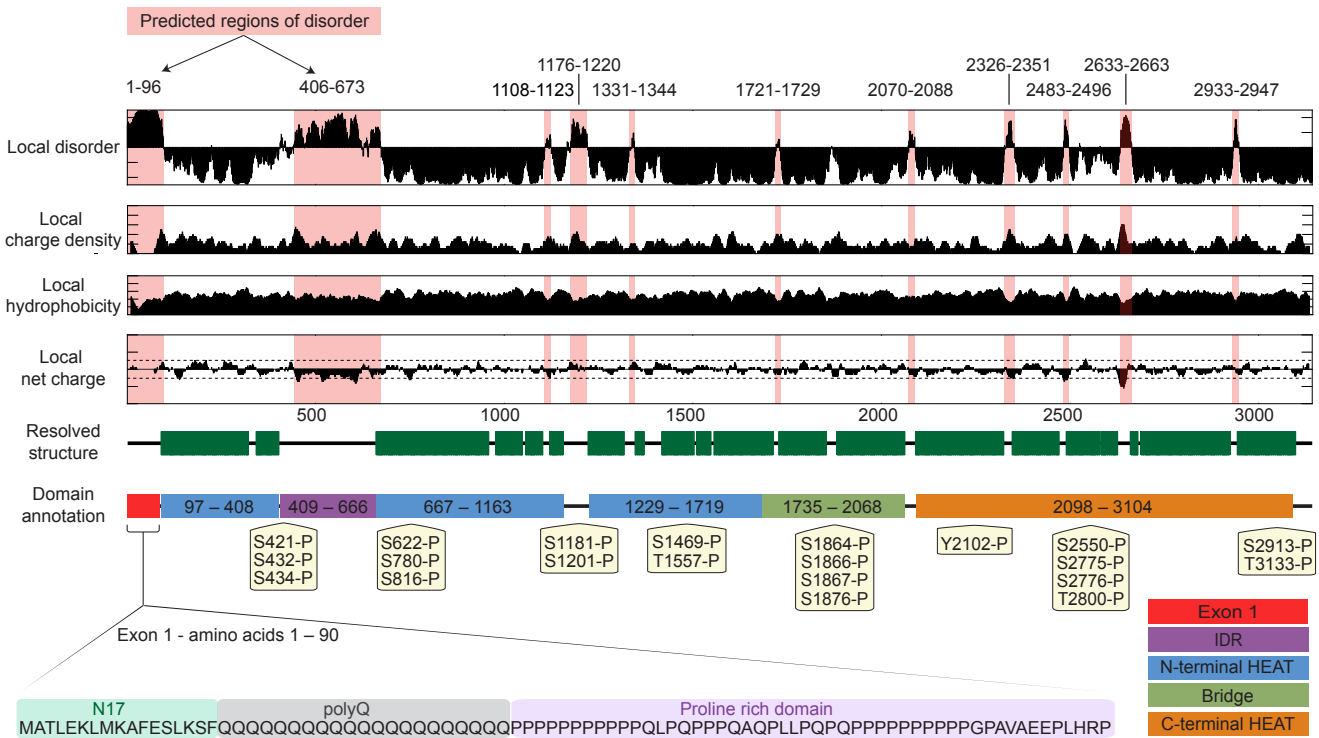 Predicted regions of disorder
1176-1220
2326-2351
2633-2663
1-96
406-673
1108-1123
1331-1344
1721-1729
2070-2088
2483-2496
2933-2947
Local disorder
Local
charge density
Local
hydrophobicity
Local
net charge
500
1000
1500
2000
2500
3000
Resolved
structure
Domain
annotation
97 – 408
409 – 666
667 – 1163
1229 – 1719
1735 – 2068
2098 – 3104
S421-P
S432-P
S434-P
S622-P
S780-P
S816-P
S1181-P
S1201-P
S1469-P
T1557-P
S1864-P
S1866-P
S1867-P
S1876-P
Y2102-P
S2550-P
S2775-P
S2776-P
T2800-P
S2913-P
T3133-P
Exon 1
IDR
N-terminal HEAT
Bridge
C-terminal HEAT
Exon 1 - amino acids 1 – 90
N17
polyQ
Proline rich domain
MATLEKLMKAFESLKSFQQQQQQQQQQQQQQQQQQQQQPPPPPPPPPPPQLPQPPPQAQPLLPQPQPPPPPPPPPPGPAVAEEPLHRP